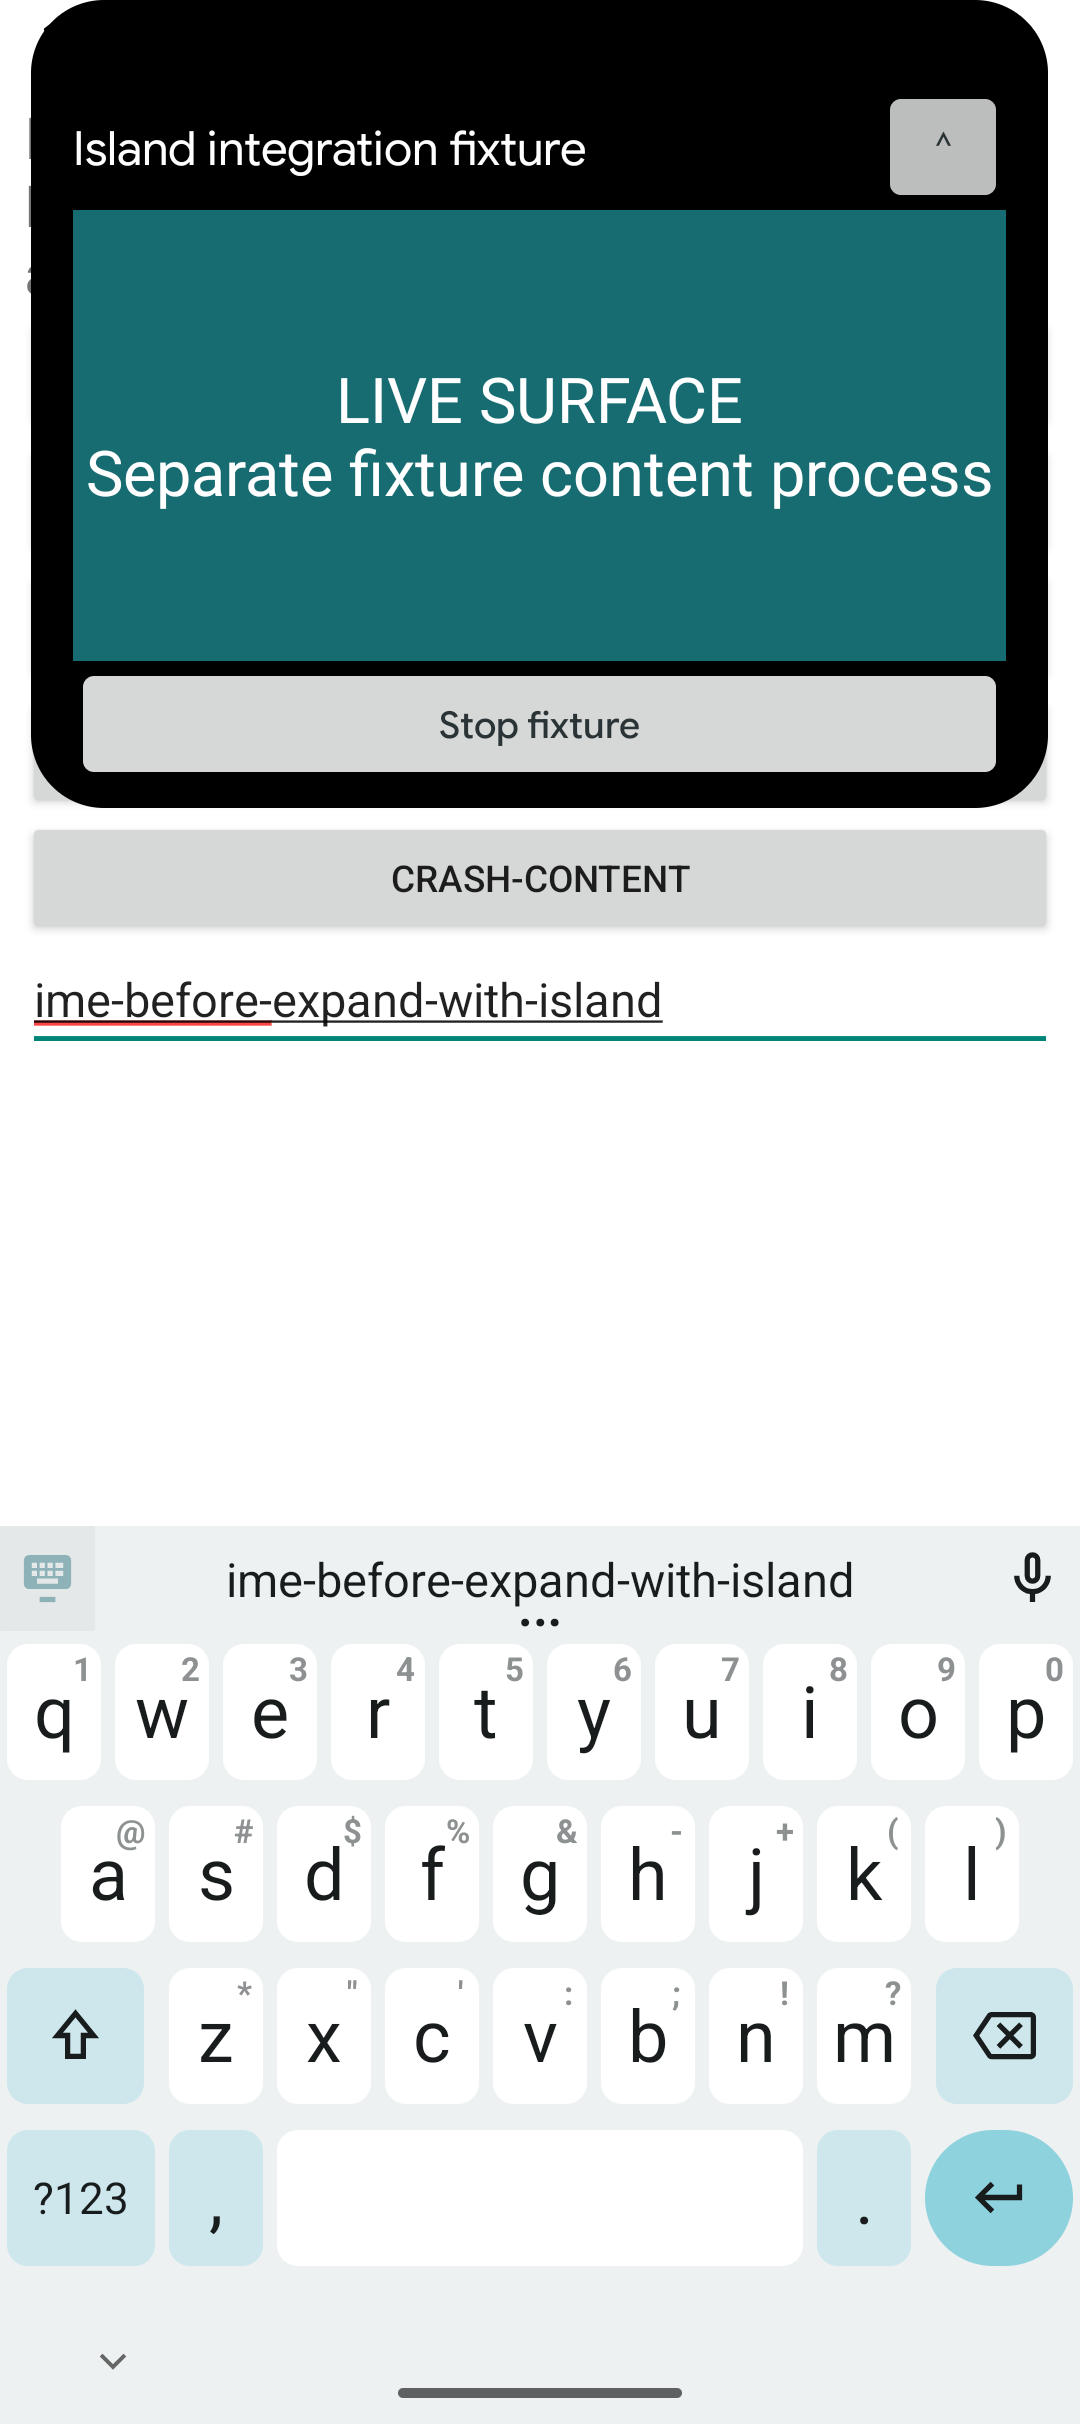 Island integration fixture
^
LIVE SURFACE
Separate fixture content process
Stop fixture
CRASH-CONTENT
ime-before-expand-with-island
ime-before-expand-with-island
1 2 3 4 5 6 7 8 9 0
q w e r t y u i o p
@ # $ % & - + ( )
a s d f g h j k l
* " ' : ; ! ?
z x c v b n m
?123 , .